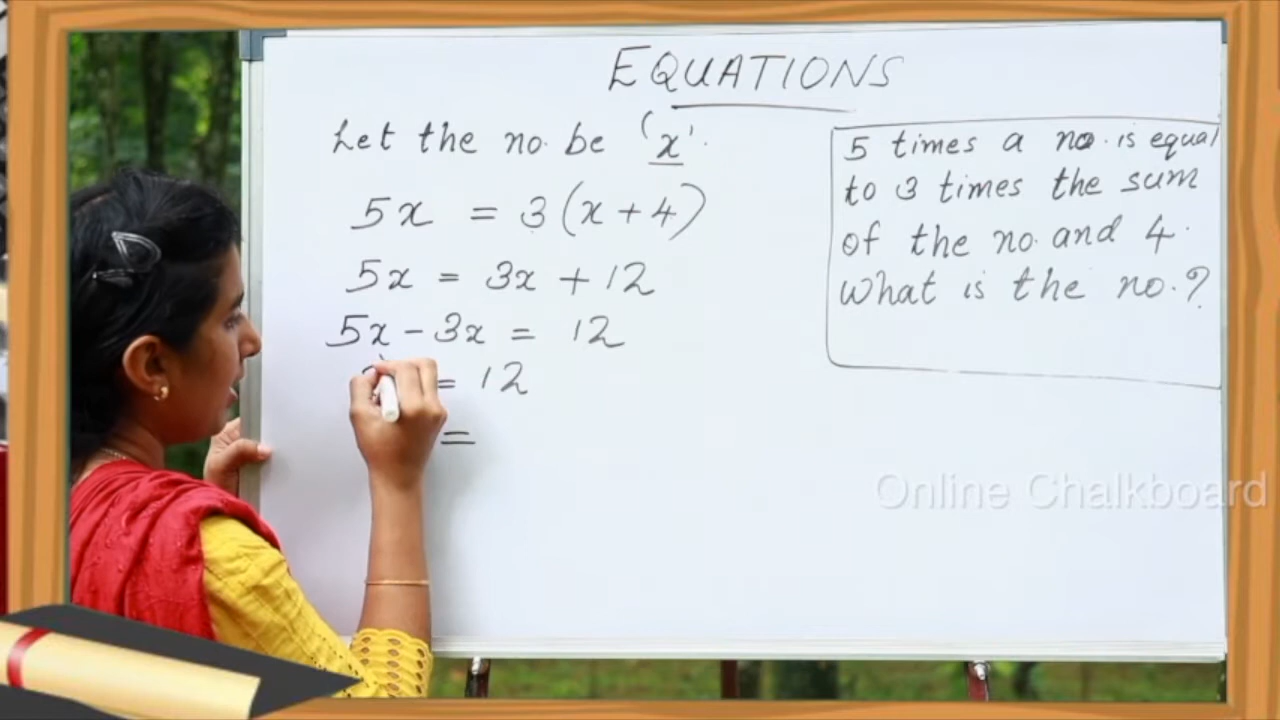 EQUATIONS
Let the no. be 'x'.
5x = 3(x+4)
5x = 3x + 12
5x - 3x = 12
= 12
=
5 times a no. is equal
to 3 times the sum
of the no. and 4.
What is the no.?
Online Chalkboard